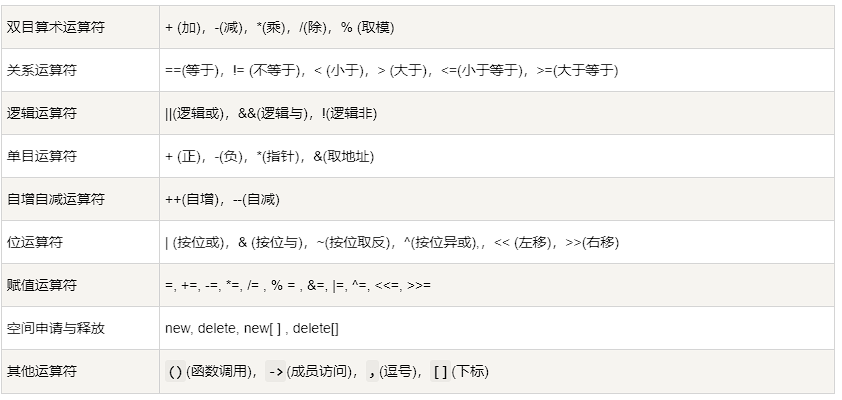 双目算术运算符 + (加)，-(减)，*(乘)，/(除)，% (取模)
关系运算符 ==(等于)，!= (不等于)，< (小于)，> (大于)，<=(小于等于)，>=(大于等于)
逻辑运算符 ||(逻辑或)，&&(逻辑与)，!(逻辑非)
单目运算符 + (正)，-(负)，*(指针)，&(取地址)
自增自减运算符 ++(自增)，--(自减)
位运算符 | (按位或)，& (按位与)，~(按位取反)，^(按位异或),，<< (左移)，>>(右移)
赋值运算符 =, +=, -=, *=, /= , % = , &=, |=, ^=, <<=, >>=
空间申请与释放 new, delete, new[ ] , delete[]
其他运算符 ()(函数调用)，->(成员访问)，,(逗号)，[](下标)